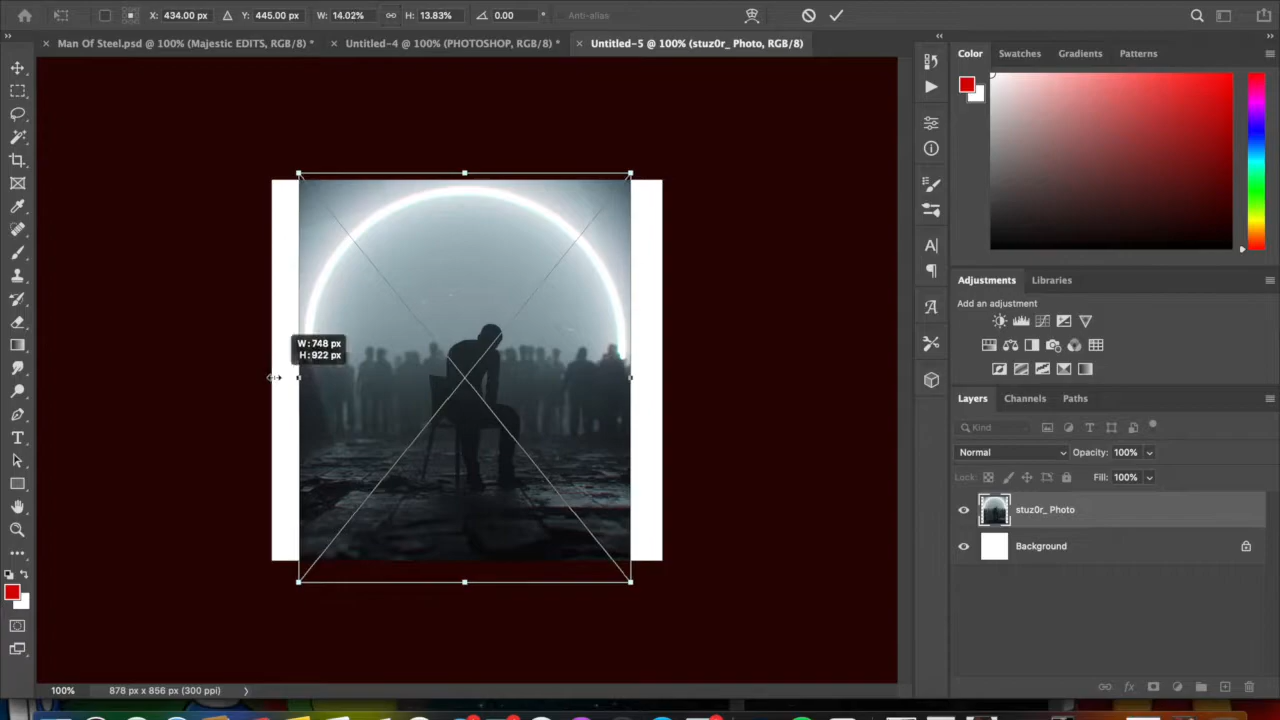 X: 434.00 px Y: 445.00 px W: 14.02% H: 13.83% 0.00 ° Anti-alias
Man Of Steel.psd @ 100% (Majestic EDITS, RGB/8) *
Untitled-4 @ 100% (PHOTOSHOP, RGB/8) *
Untitled-5 @ 100% (stuz0r_ Photo, RGB/8)
Color Swatches Gradients Patterns
W: 748 px
H: 922 px
Adjustments Libraries
Add an adjustment
Layers Channels Paths
Kind
Normal Opacity: 100%
Lock: Fill: 100%
stuz0r_ Photo
Background
100% 878 px x 856 px (300 ppi)